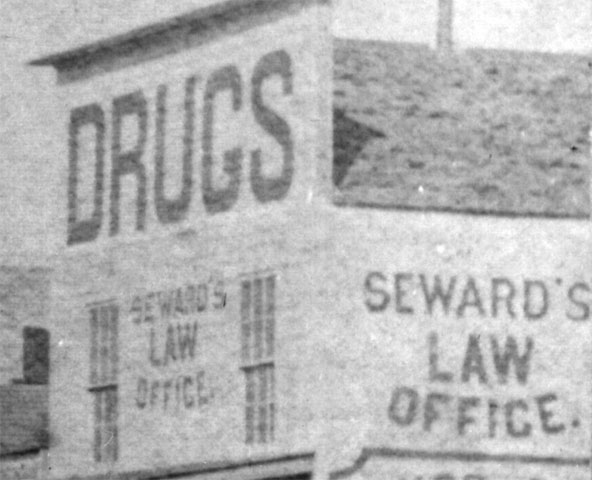 DRUGS
SEWARD'S
LAW
OFFICE.
SEWARD'S
LAW
OFFICE.